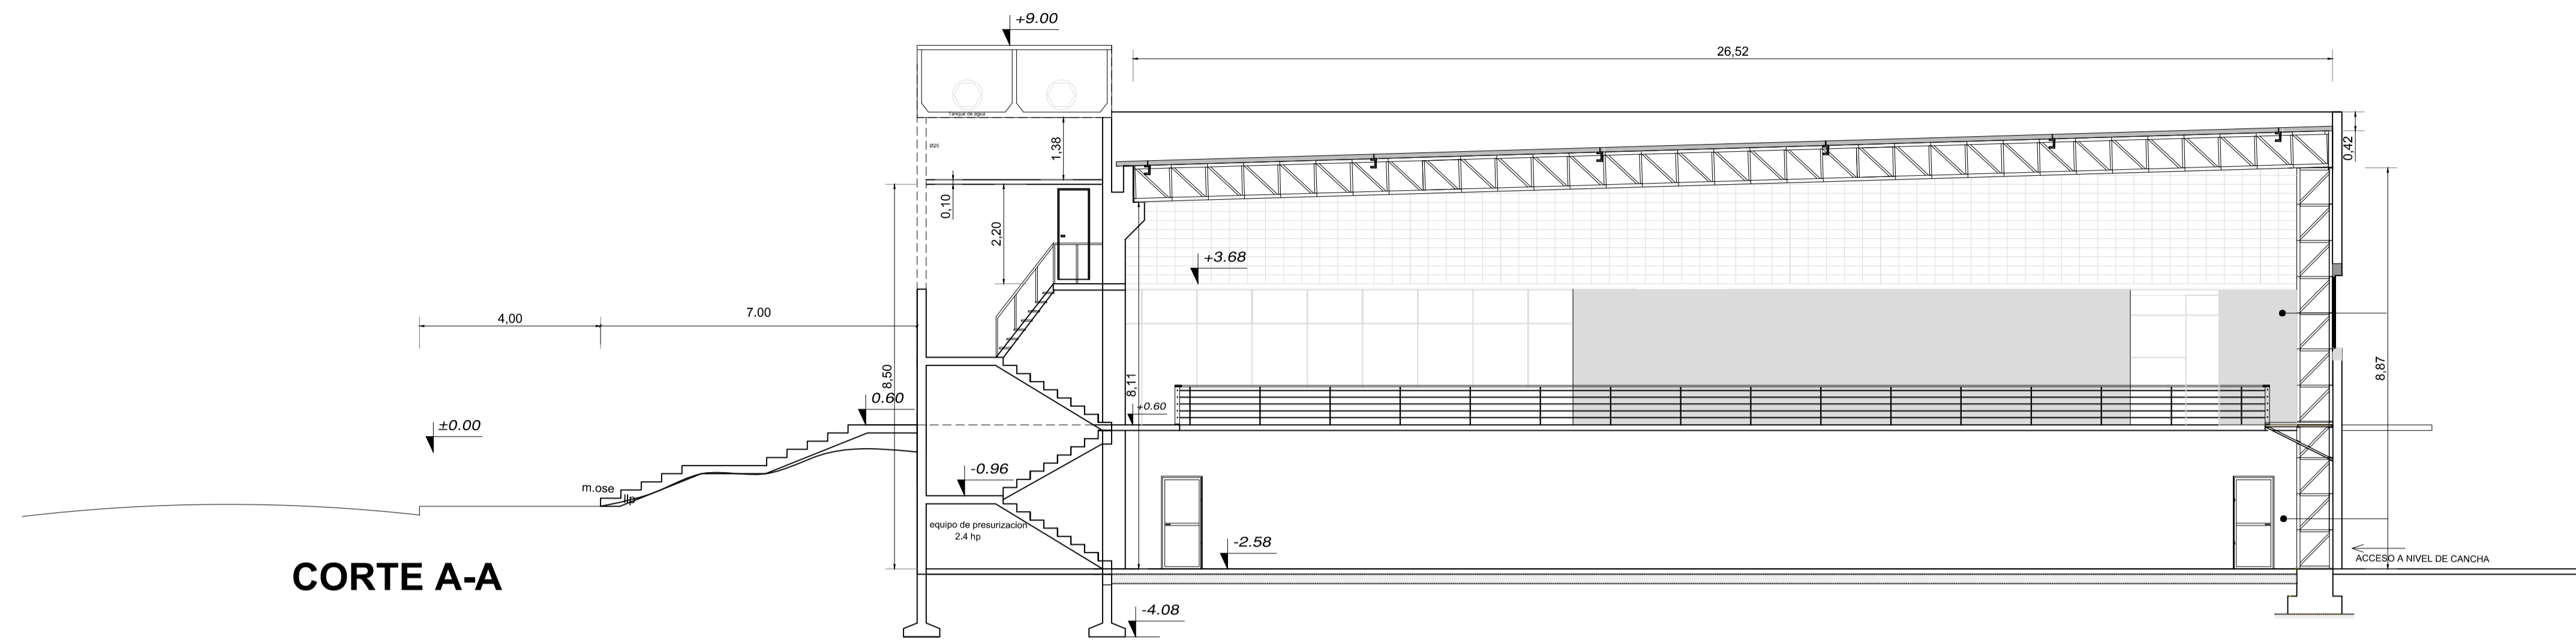 +9.00
26,52
Tanque de agua
1,38
Ø25
0,42
0,10
2,20
+3.68
4,00
7.00
8,50
8,11
8,87
0.60
+0.60
±0.00
-0.96
m.ose
llp
equipo de presurizacion
2.4 hp
-2.58
ACCESO A NIVEL DE CANCHA
CORTE A-A
-4.08